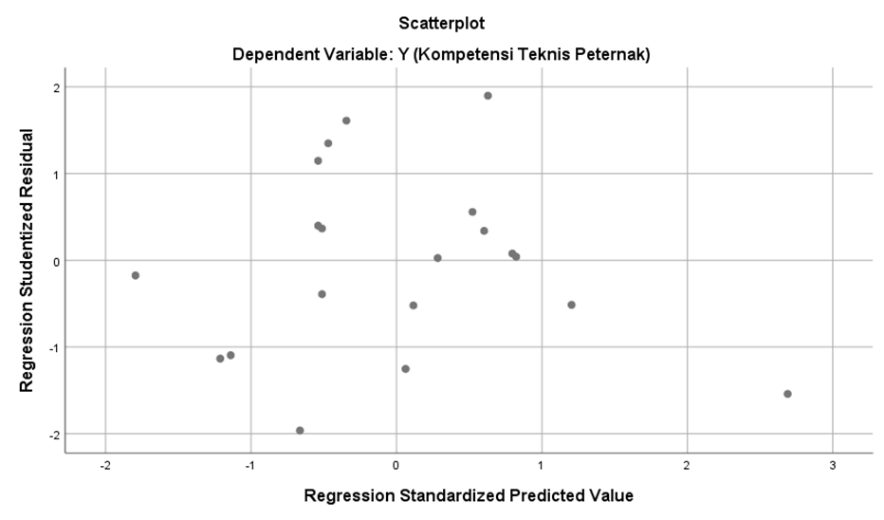 Scatterplot
Dependent Variable: Y (Kompetensi Teknis Peternak)
Regression Studentized Residual
2
1
0
-1
-2
-2 -1 0 1 2 3
Regression Standardized Predicted Value